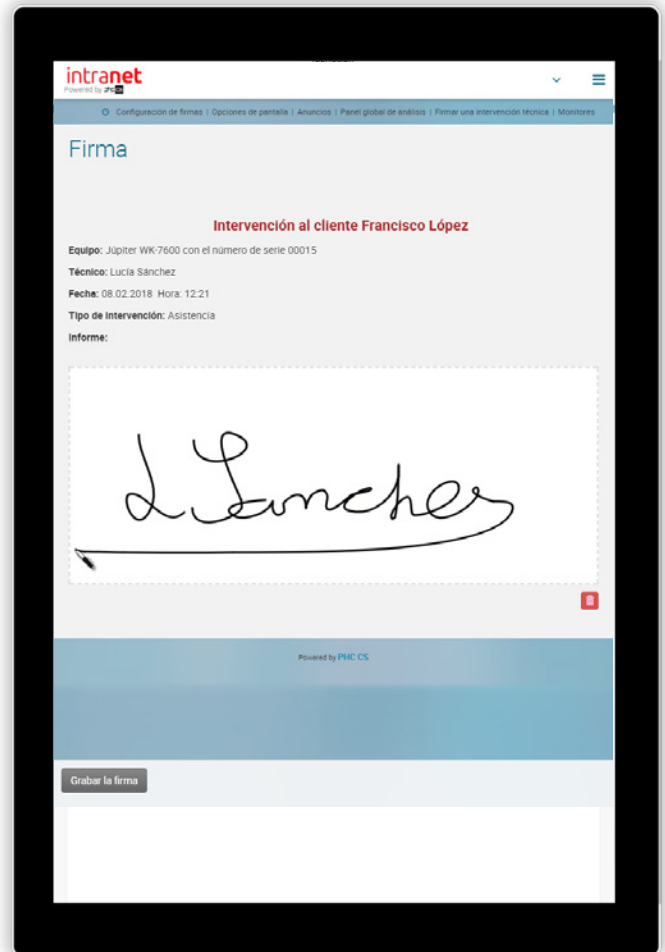 intranet
Powered by PHC CS
Configuración de firmas | Opciones de pantalla | Anuncios | Panel global de análisis | Firmar una intervención técnica | Monitores
Firma
Intervención al cliente Francisco López
Equipo: Júpiter WK-7600 con el número de serie 00015
Técnico: Lucía Sánchez
Fecha: 08.02.2018 Hora: 12:21
Tipo de intervención: Asistencia
Informe:
L Sanches
Powered by PHC CS
Grabar la firma